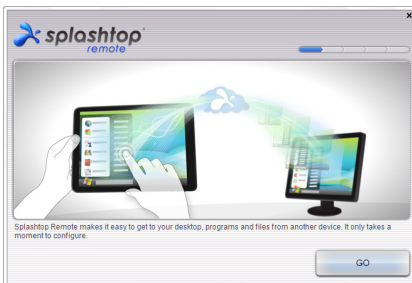 splashtop
remote
Splashtop Remote makes it easy to get to your desktop, programs and files from another device. It only takes a
moment to configure.
GO